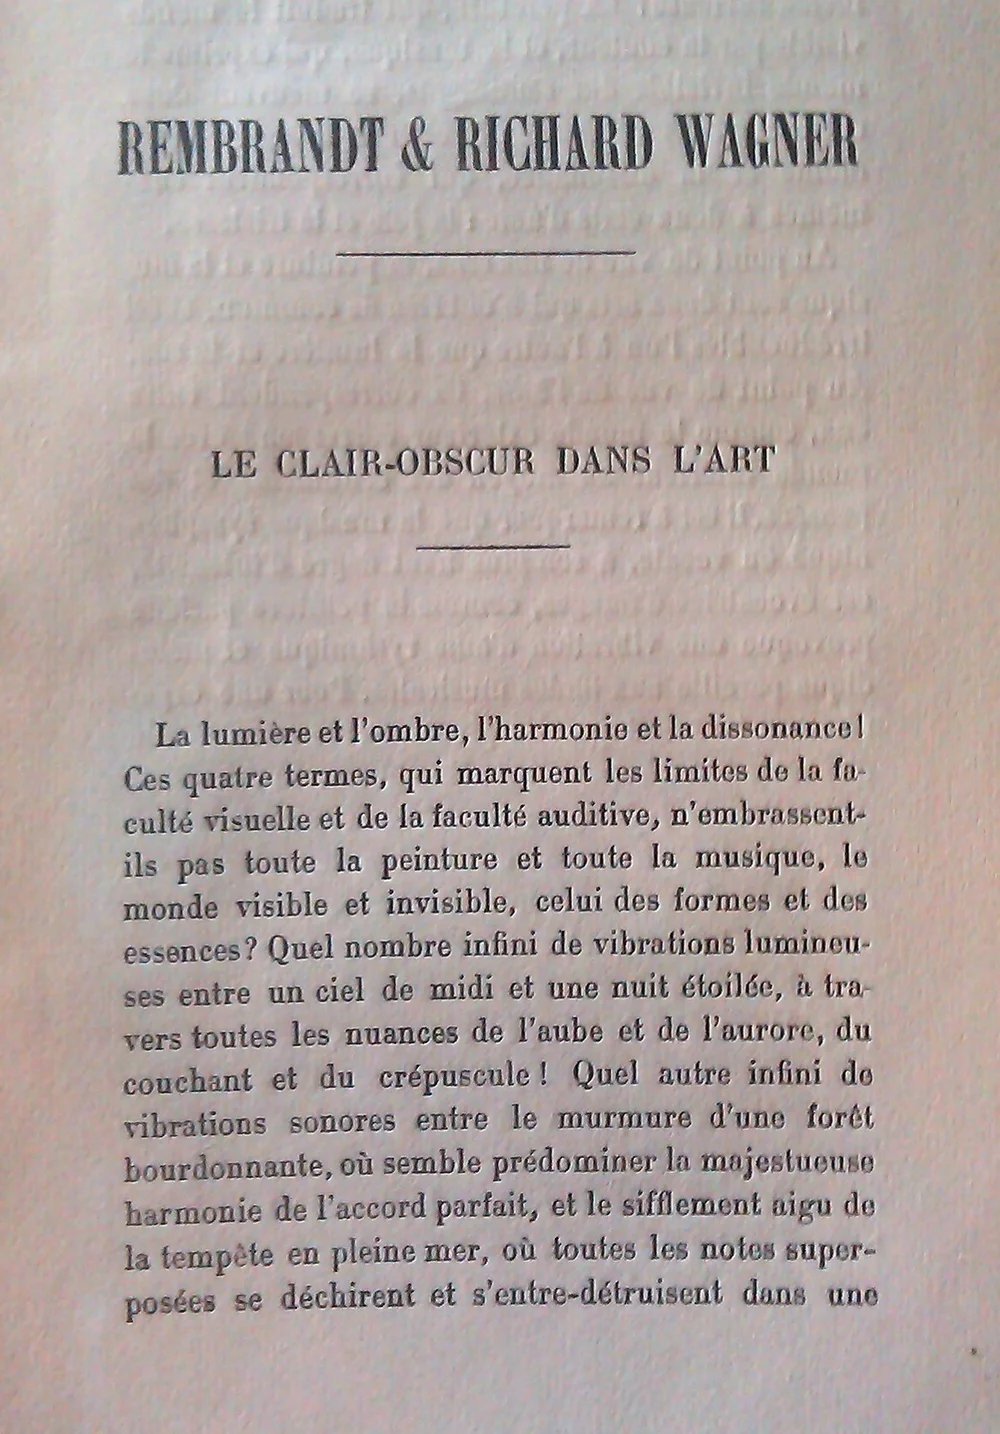 REMBRANDT & RICHARD WAGNER
LE CLAIR-OBSCUR DANS L'ART
La lumière et l'ombre, l'harmonie et la dissonance!
Ces quatre termes, qui marquent les limites de la fa-
culté visuelle et de la faculté auditive, n'embrassent-
ils pas toute la peinture et toute la musique, le
monde visible et invisible, celui des formes et des
essences? Quel nombre infini de vibrations lumineu-
ses entre un ciel de midi et une nuit étoilée, à tra-
vers toutes les nuances de l'aube et de l'aurore, du
couchant et du crépuscule! Quel autre infini de
vibrations sonores entre le murmure d'une forêt
bourdonnante, où semble prédominer la majestueuse
harmonie de l'accord parfait, et le sifflement aigu de
la tempête en pleine mer, où toutes les notes super-
posées se déchirent et s'entre-détruisent dans une